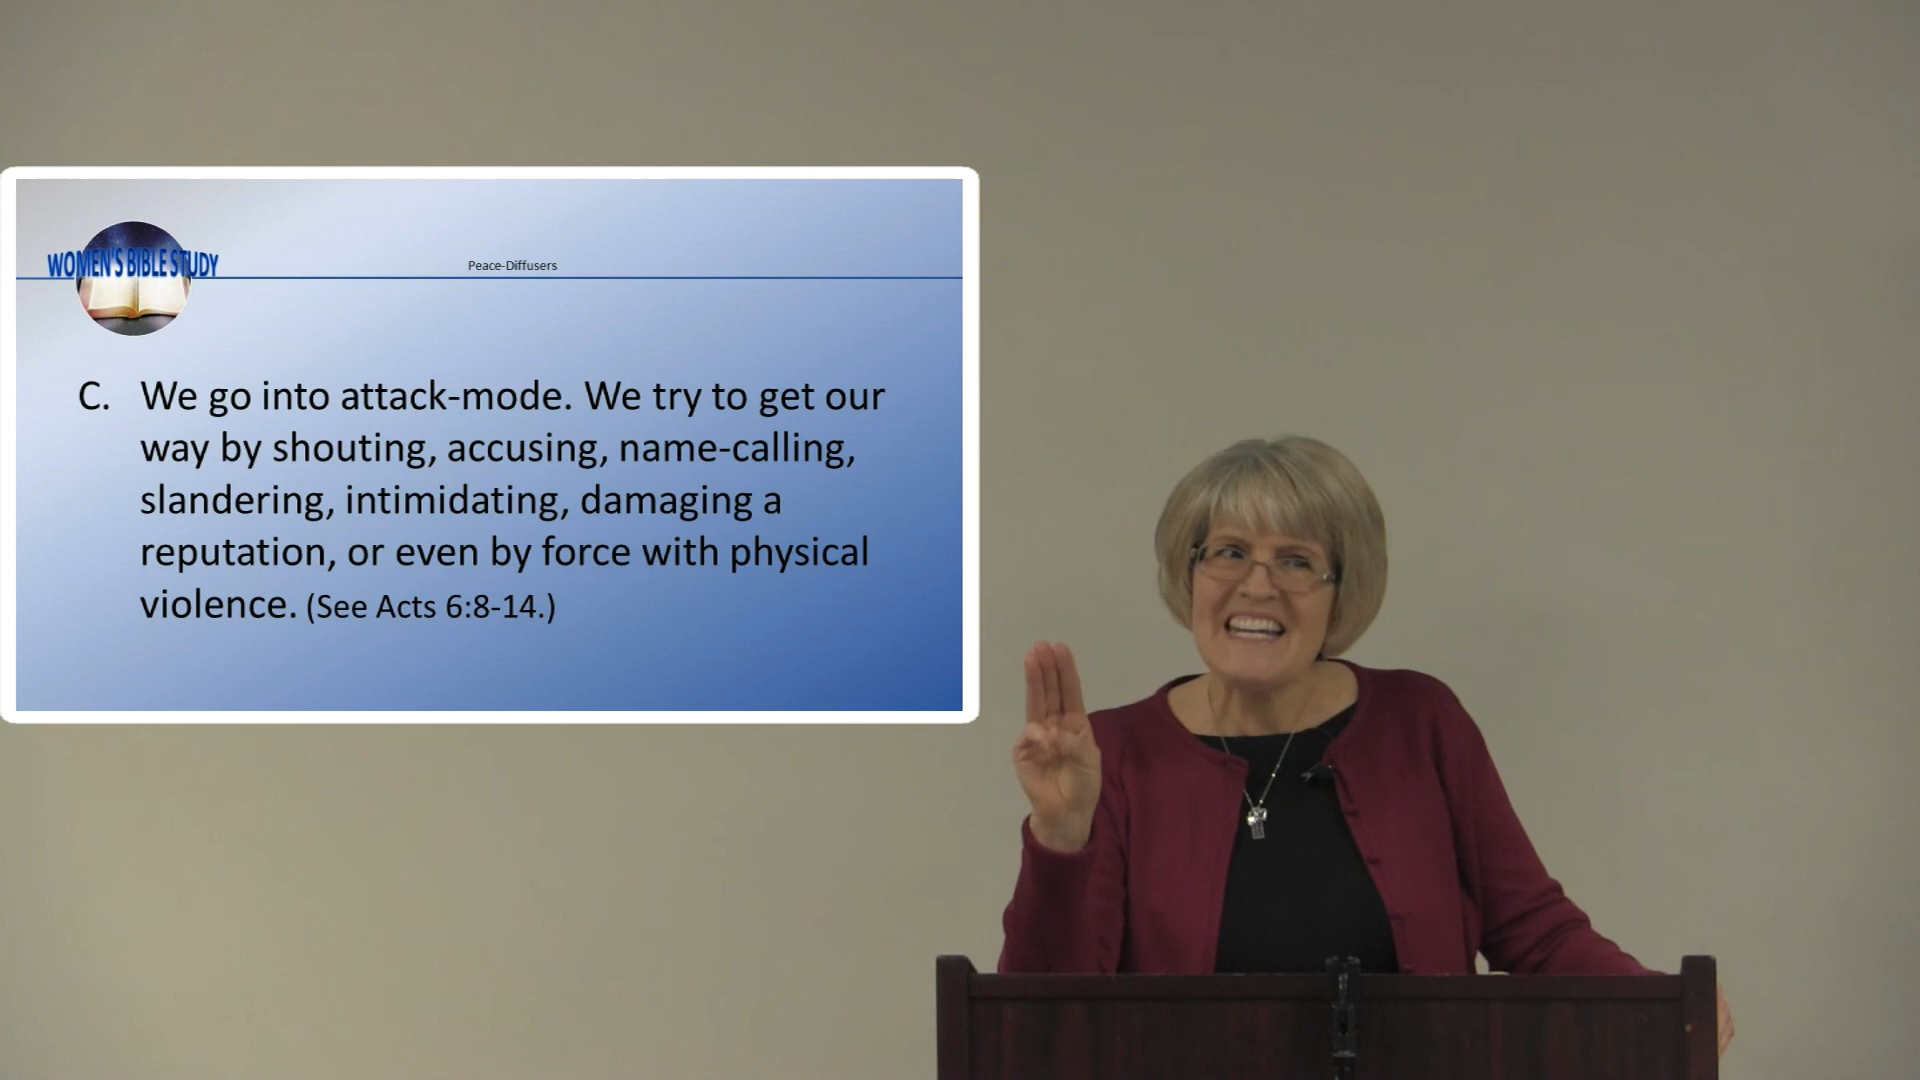 WOMEN'S BIBLE STUDY
Peace-Diffusers
C. We go into attack-mode. We try to get our
way by shouting, accusing, name-calling,
slandering, intimidating, damaging a
reputation, or even by force with physical
violence. (See Acts 6:8-14.)